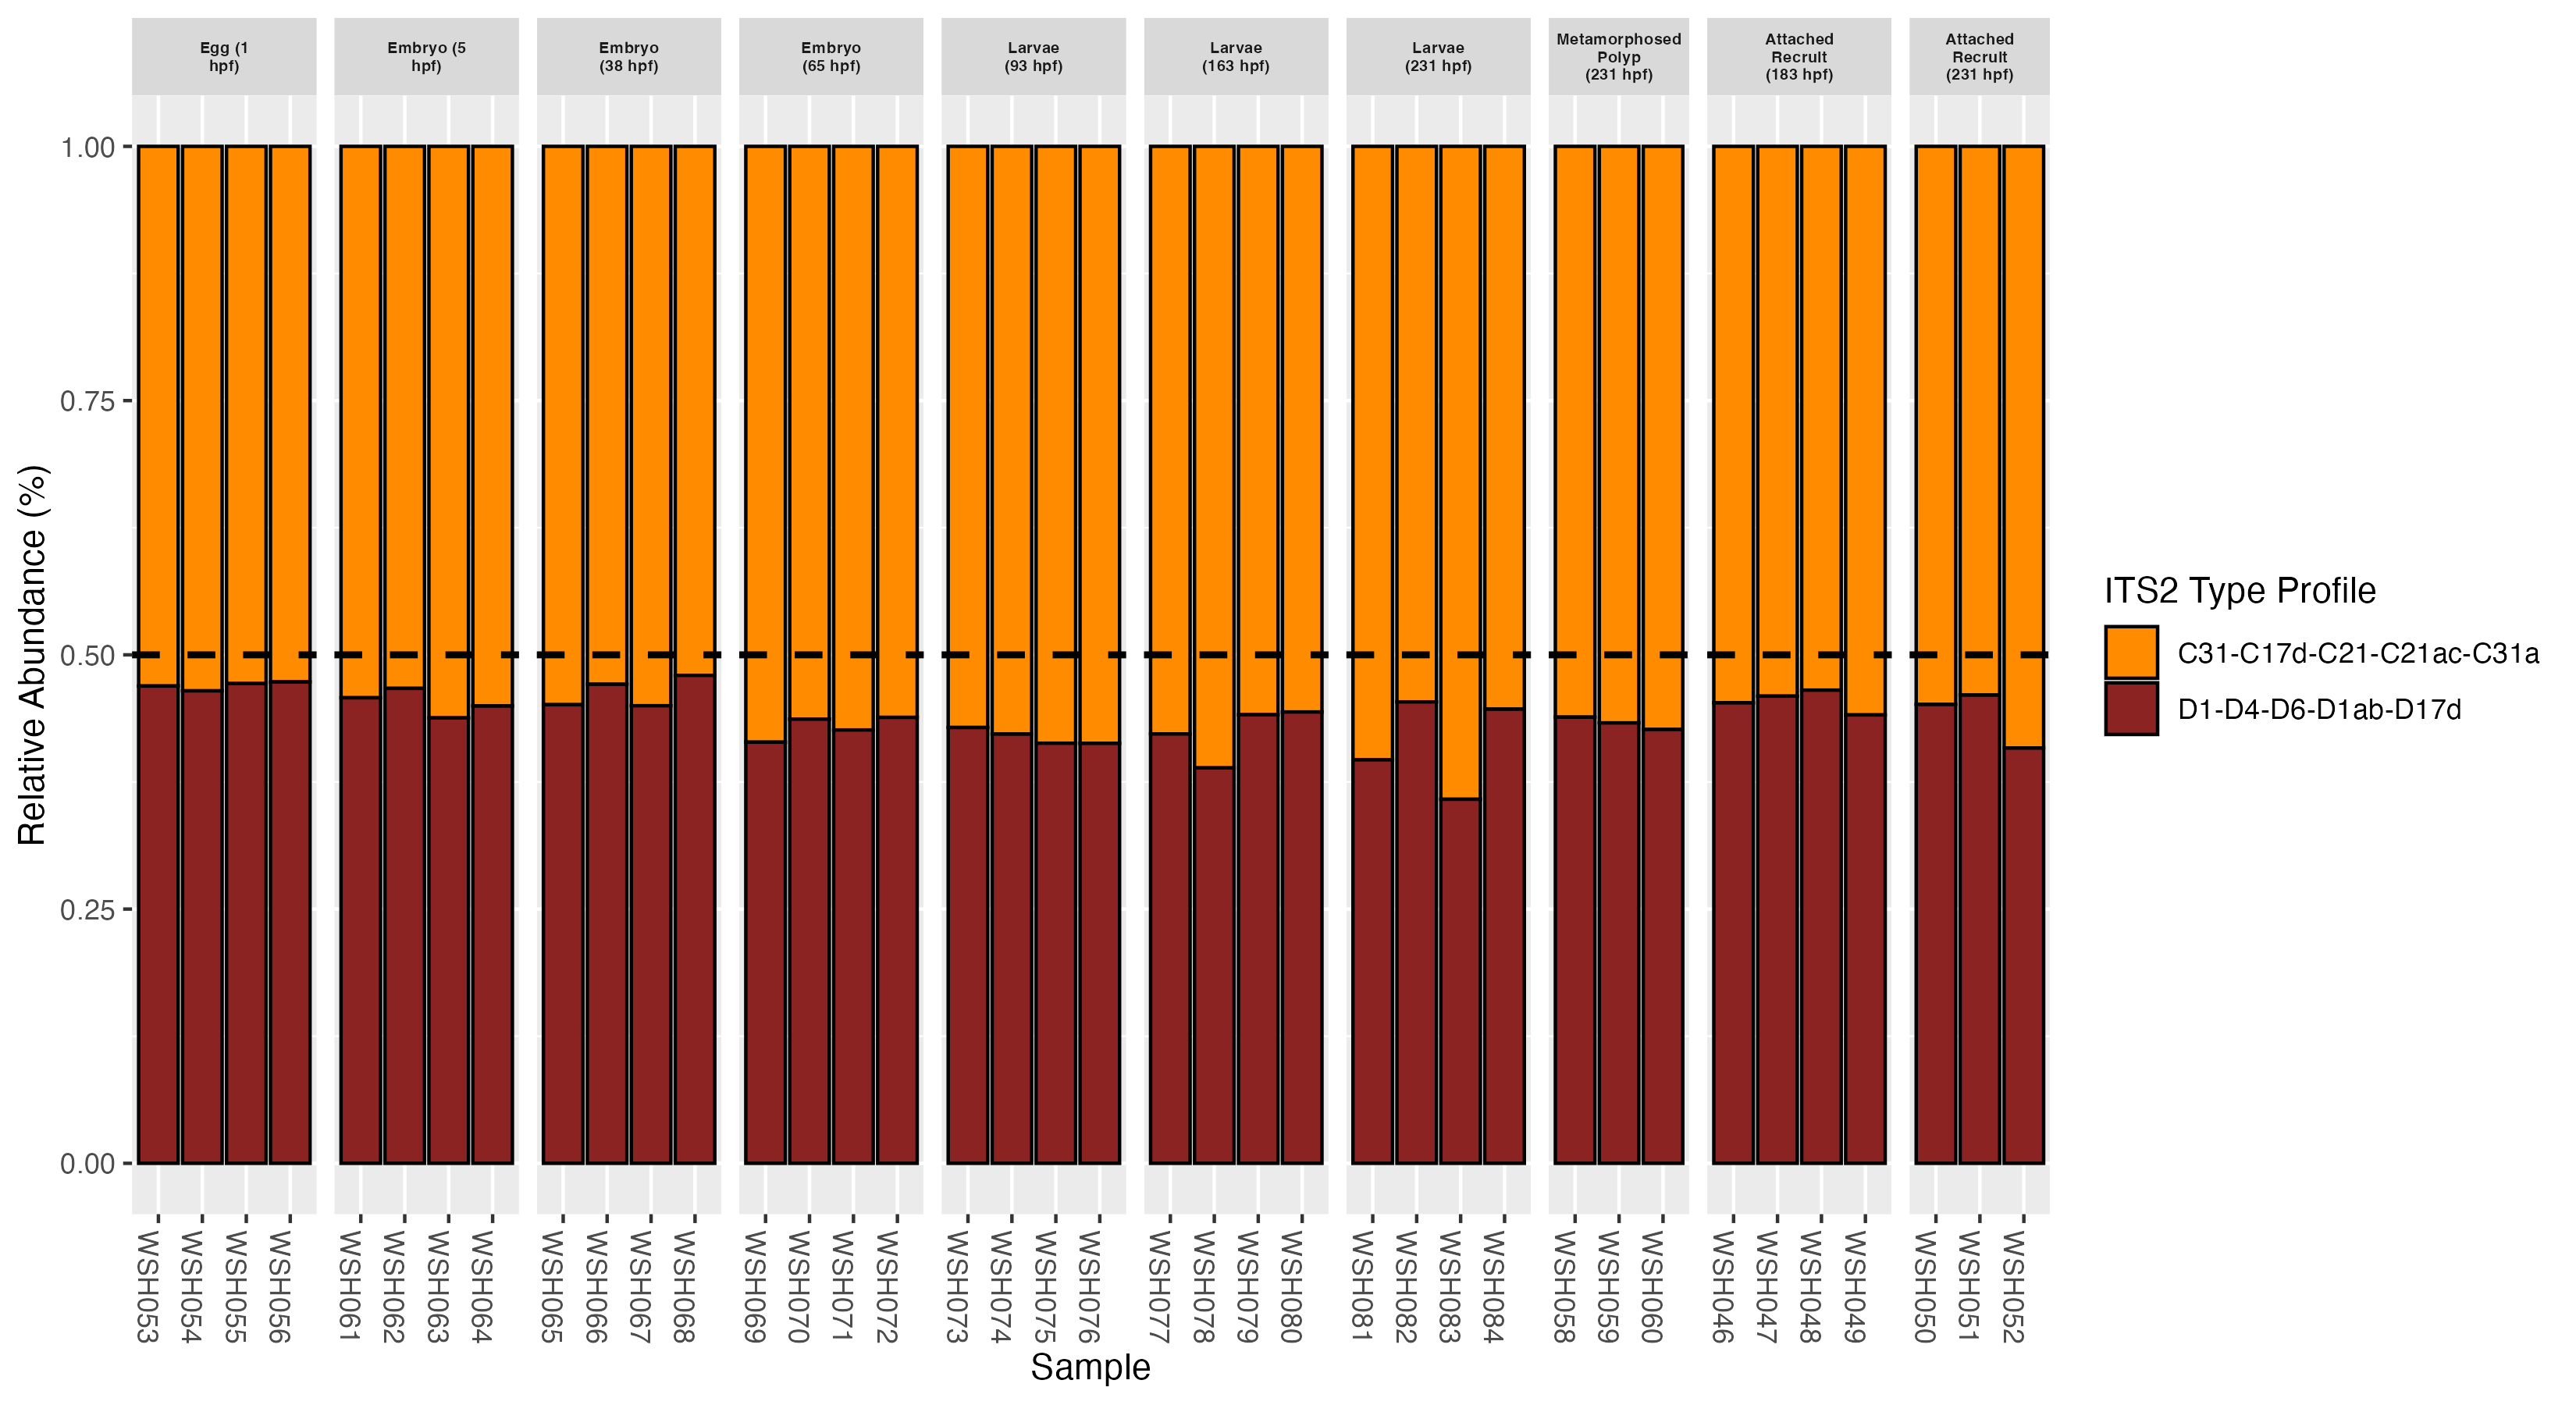 Egg (1
hpf)
Embryo (5
hpf)
Embryo
(38 hpf)
Embryo
(65 hpf)
Larvae
(93 hpf)
Larvae
(163 hpf)
Larvae
(231 hpf)
Metamorphosed
Polyp
(231 hpf)
Attached
Recruit
(183 hpf)
Attached
Recruit
(231 hpf)
Relative Abundance (%)
1.00
0.75
0.50
0.25
0.00
WSH053
WSH054
WSH055
WSH056
WSH061
WSH062
WSH063
WSH064
WSH065
WSH066
WSH067
WSH068
WSH069
WSH070
WSH071
WSH072
WSH073
WSH074
WSH075
WSH076
WSH077
WSH078
WSH079
WSH080
WSH081
WSH082
WSH083
WSH084
WSH058
WSH059
WSH060
WSH046
WSH047
WSH048
WSH049
WSH050
WSH051
WSH052
Sample
ITS2 Type Profile
C31-C17d-C21-C21ac-C31a
D1-D4-D6-D1ab-D17d